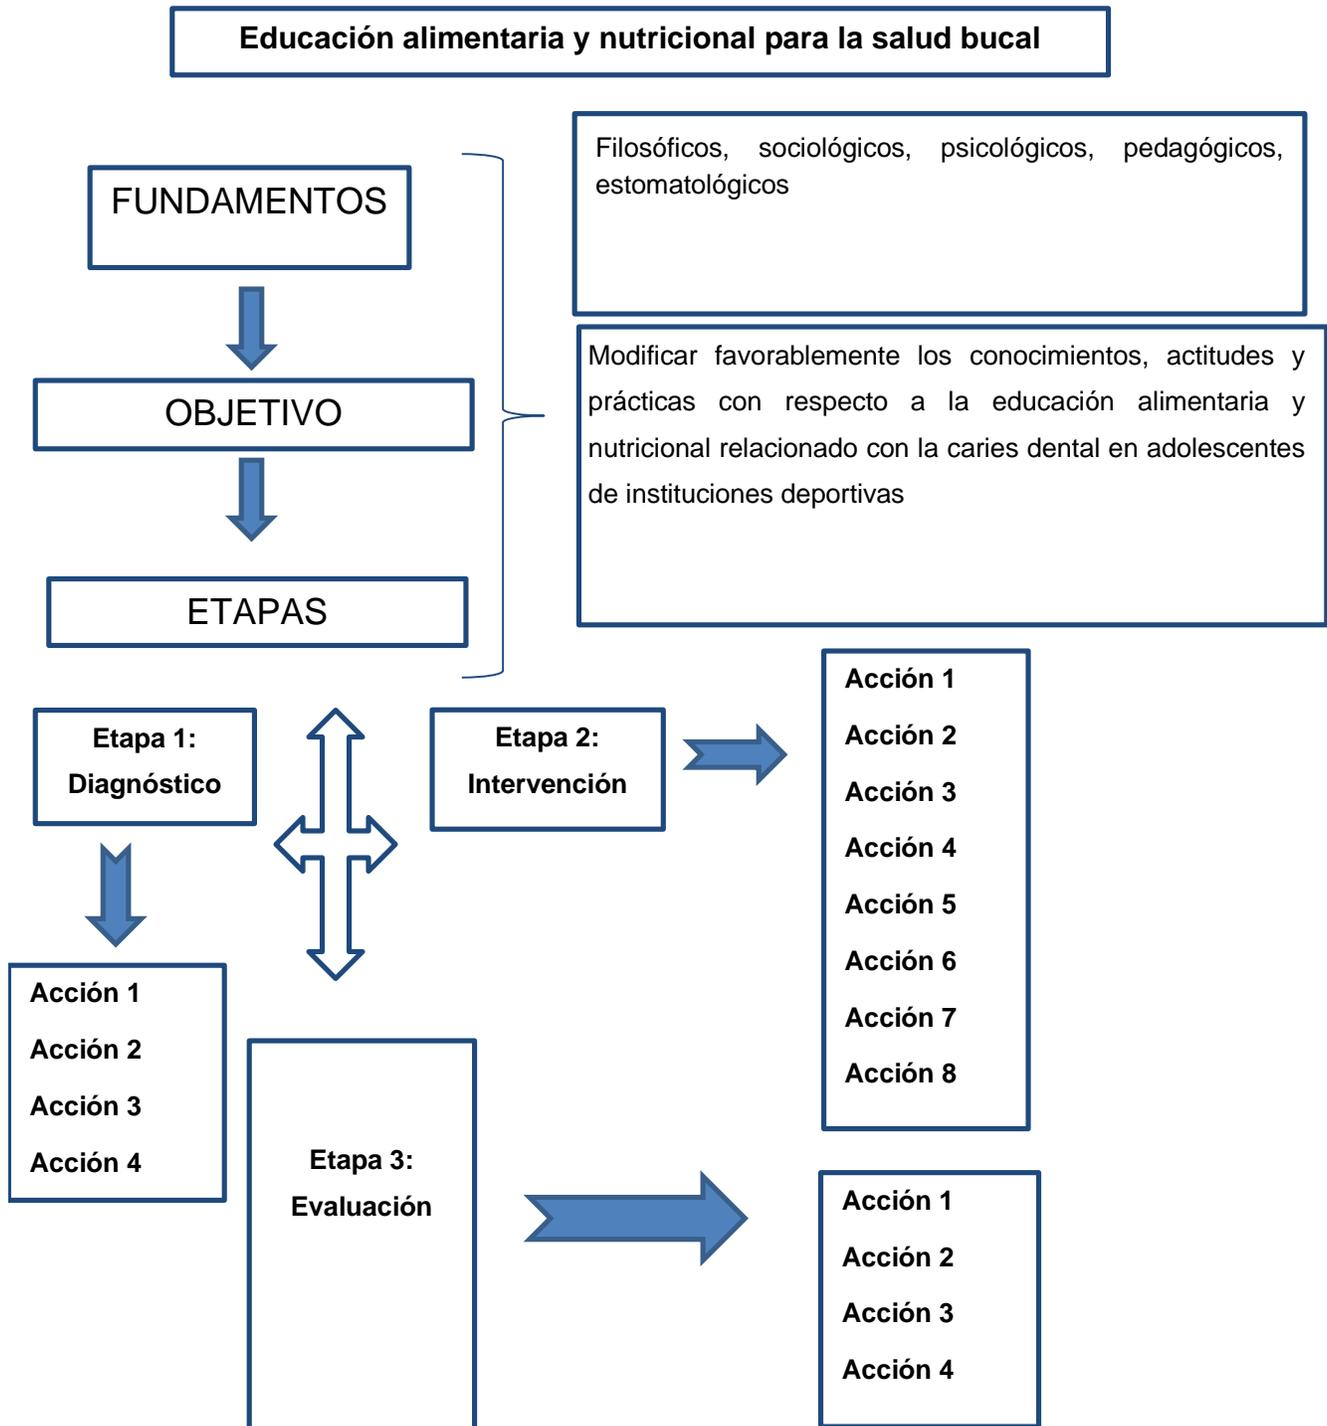 Educación alimentaria y nutricional para la salud bucal
FUNDAMENTOS
Filosóficos, sociológicos, psicológicos, pedagógicos,
estomatológicos
OBJETIVO
Modificar favorablemente los conocimientos, actitudes y
prácticas con respecto a la educación alimentaria y
nutricional relacionado con la caries dental en adolescentes
de instituciones deportivas
ETAPAS
Etapa 1:
Diagnóstico
Acción 1
Acción 2
Acción 3
Acción 4
Etapa 2:
Intervención
Acción 1
Acción 2
Acción 3
Acción 4
Acción 5
Acción 6
Acción 7
Acción 8
Etapa 3:
Evaluación
Acción 1
Acción 2
Acción 3
Acción 4